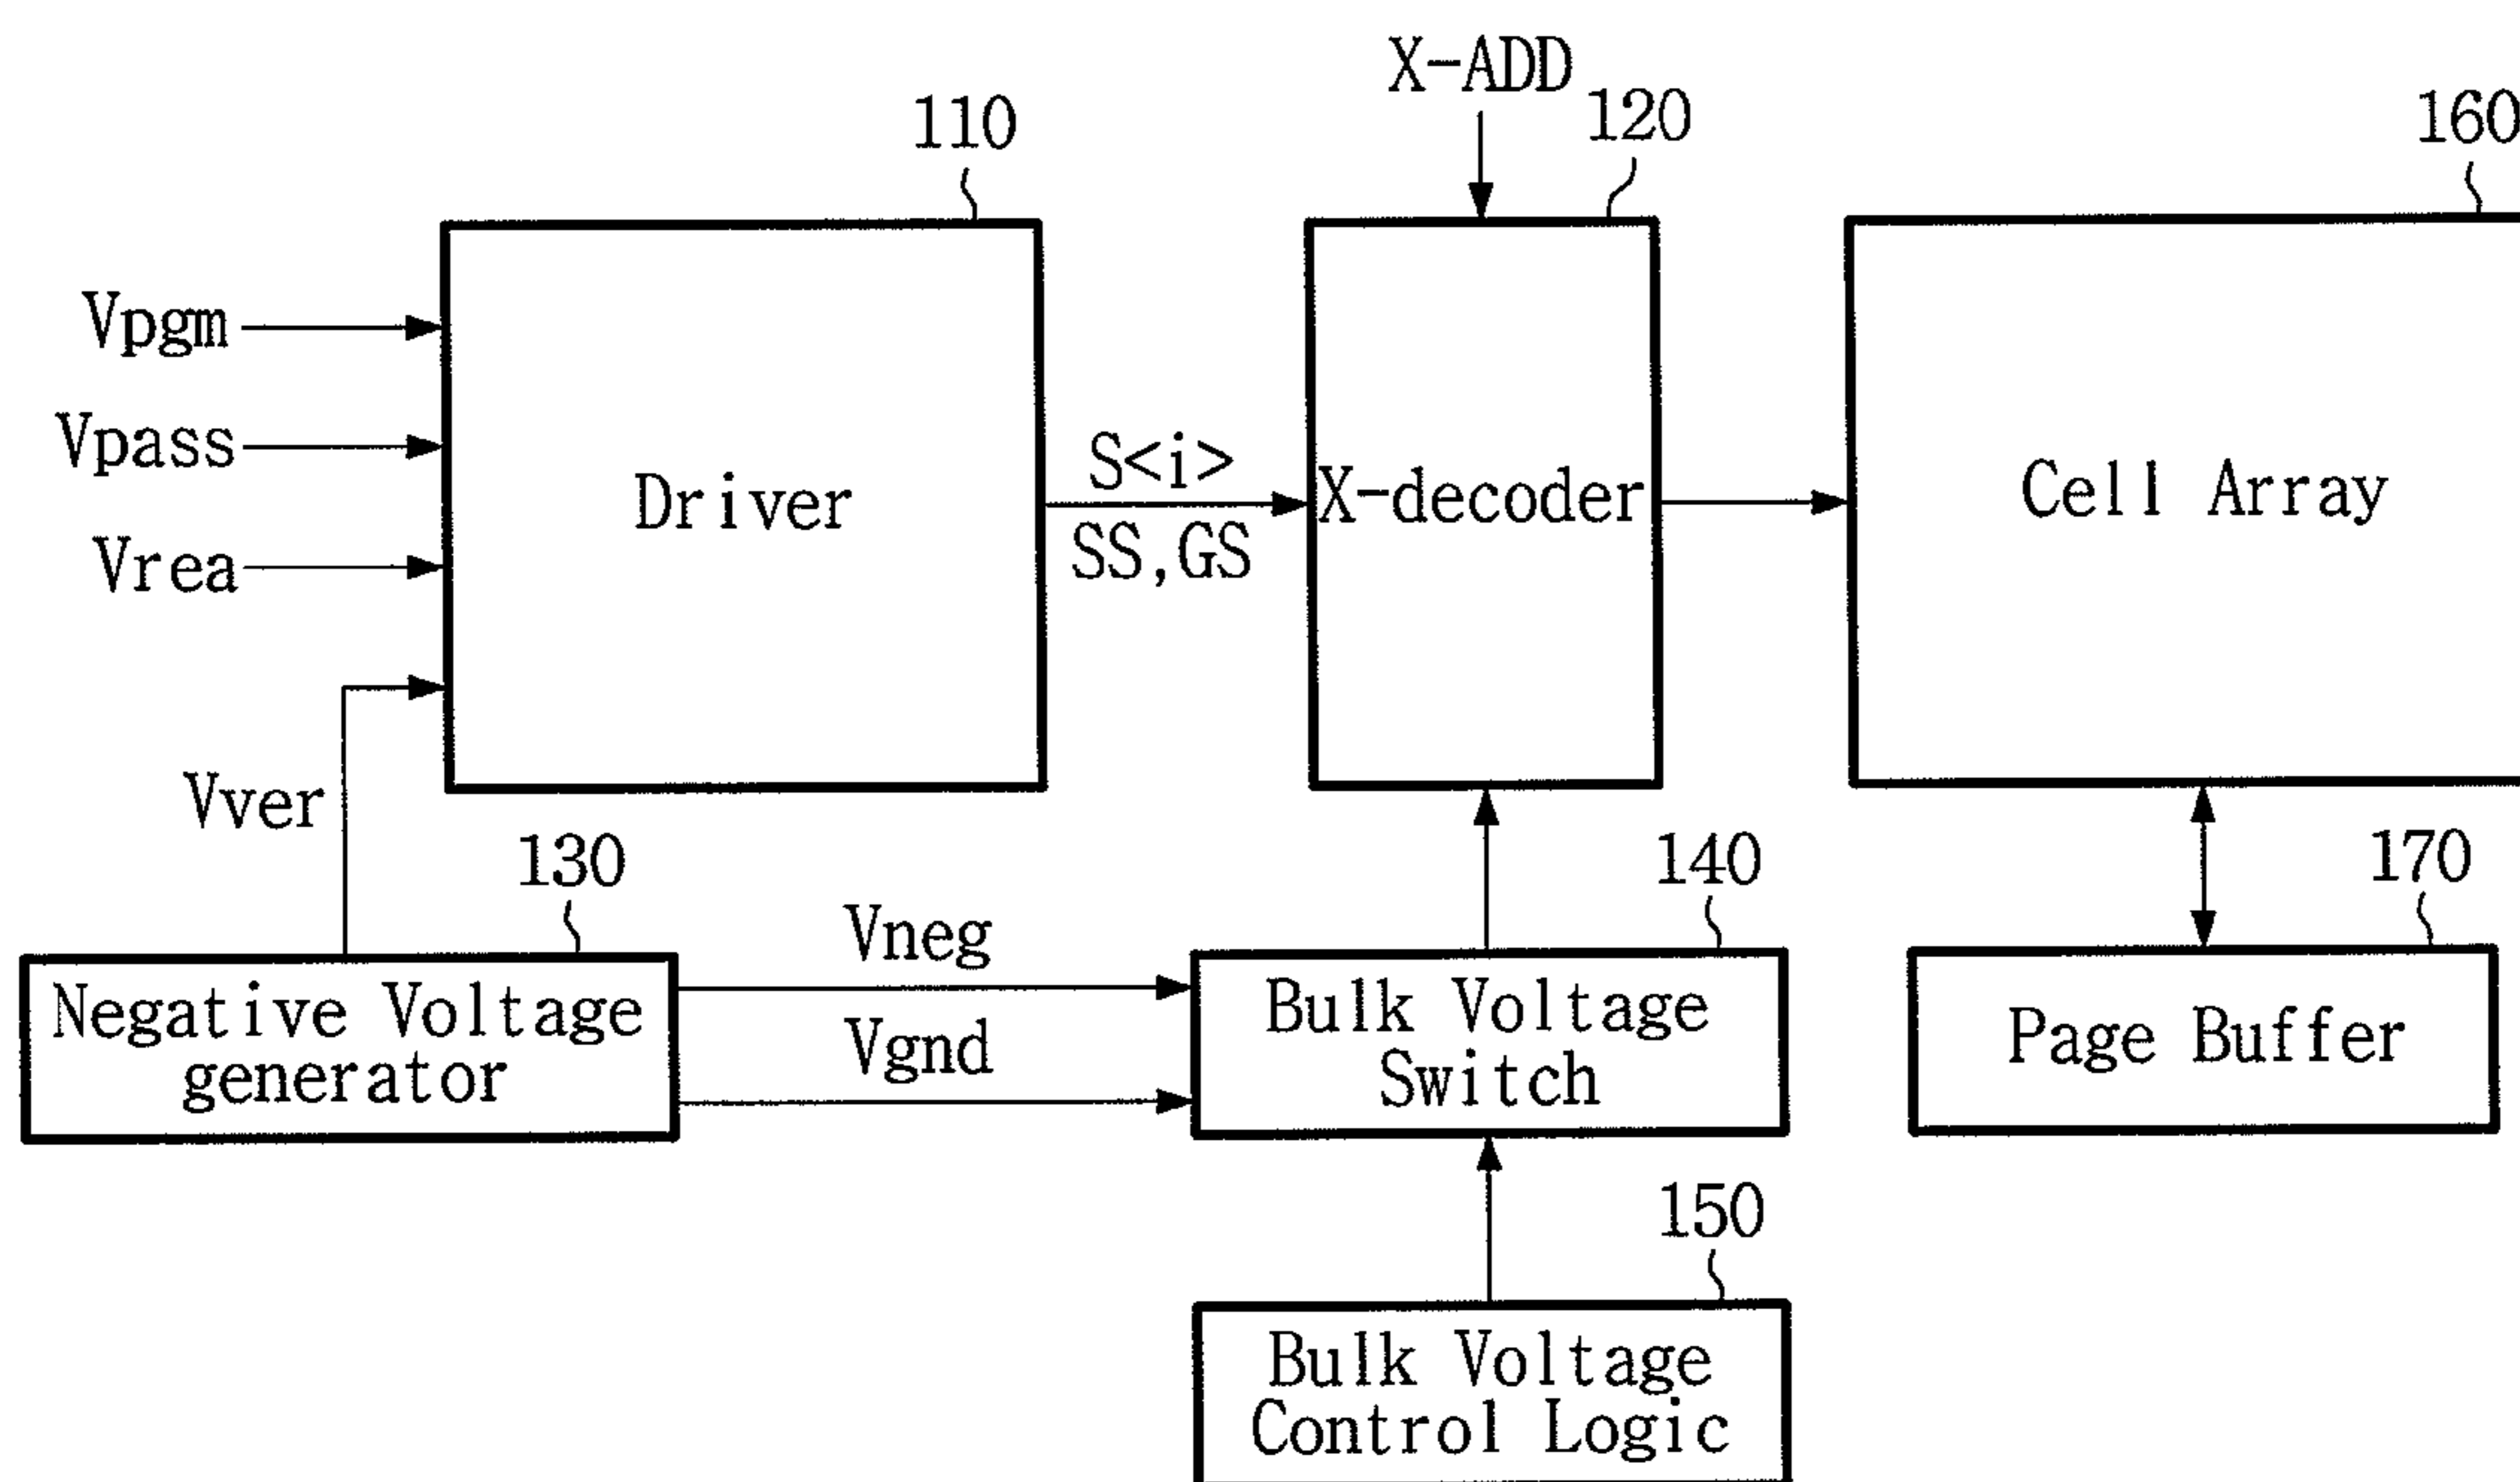 X-ADD
110
120
160
Vpgm
Vpass
Vrea
Driver
S<i>
SS,GS
X-decoder
Cell Array
Vver
130
140
170
Vneg
Vgnd
Negative Voltage
generator
Bulk Voltage
Switch
Page Buffer
150
Bulk Voltage
Control Logic